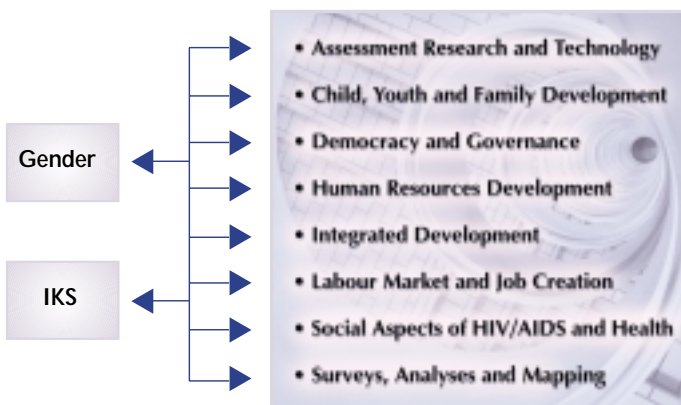 Gender
IKS
• Assessment Research and Technology
• Child, Youth and Family Development
• Democracy and Governance
• Human Resources Development
• Integrated Development
• Labour Market and Job Creation
• Social Aspects of HIV/AIDS and Health
• Surveys, Analyses and Mapping